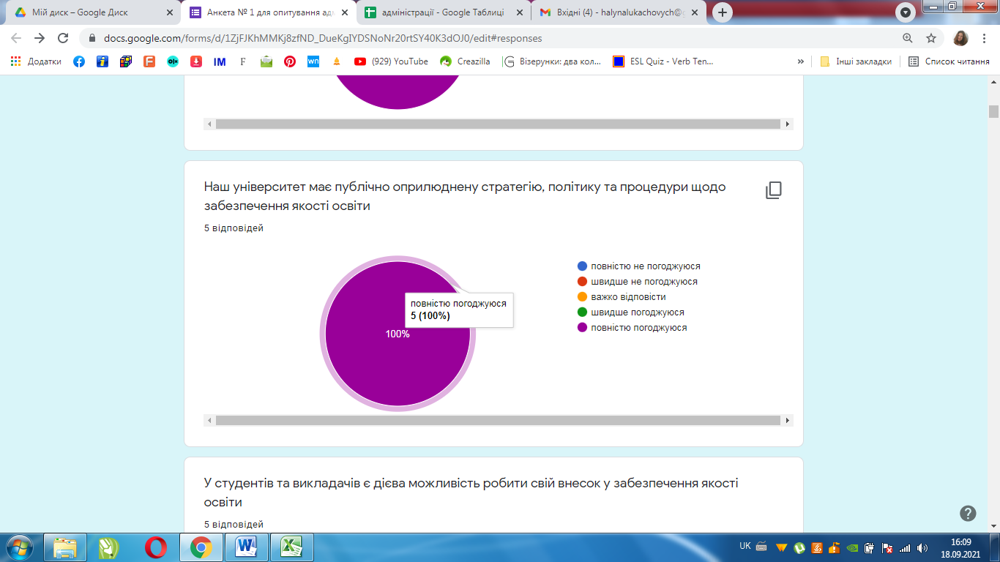 Мій диск – Google Диск
Анкета № 1 для опитування адм
адміністрації - Google Таблиці
Вхідні (4) - halynalukachovych@g
docs.google.com/forms/d/1ZjFJKhMMKj8zfND_DueKgIYDSNoNr20rtSY40K3dOJ0/edit#responses
Додатки
IM
F
wn
(929) YouTube
Creazilla
Візерунки: два кол...
ESL Quiz - Verb Ten...
»
Інші закладки
Список читання
Наш університет має публічно оприлюднену стратегію, політику та процедури щодо
забезпечення якості освіти
5 відповідей
повністю погоджуюся
5 (100%)
100%
повністю не погоджуюся
швидше не погоджуюся
важко відповісти
швидше погоджуюся
повністю погоджуюся
У студентів та викладачів є дієва можливість робити свій внесок у забезпечення якості
освіти
5 відповідей
UK
16:09
18.09.2021